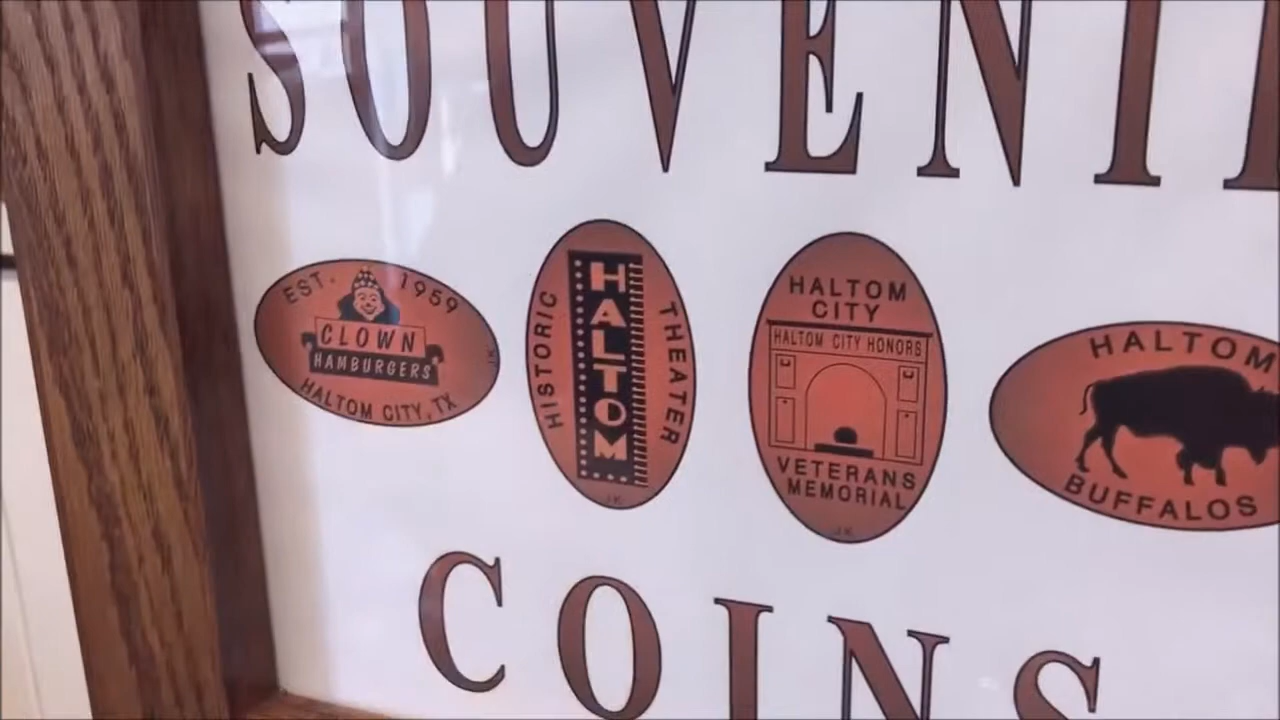 SOUVENI
EST. 1959
CLOWN
HAMBURGERS
HALTOM CITY, TX
HISTORIC
HALTOM
THEATER
J.K.
HALTOM
CITY
HALTOM CITY HONORS
VETERANS
MEMORIAL
J.K.
HALTOM
BUFFALOS
COINS